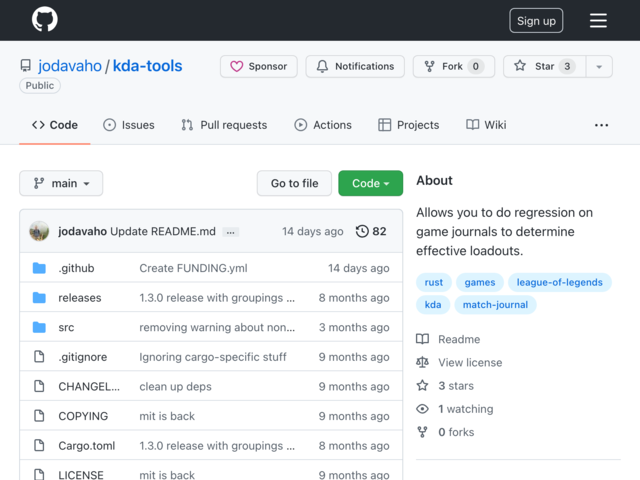 Sign up
jodavaho / kda-tools
Public
Sponsor
Notifications
Fork 0
Star 3
Code
Issues
Pull requests
Actions
Projects
Wiki
main
Go to file
Code
jodavaho Update README.md ... 14 days ago 82
.github Create FUNDING.yml 14 days ago
releases 1.3.0 release with groupings ... 8 months ago
src removing warning about non... 3 months ago
.gitignore Ignoring cargo-specific stuff 9 months ago
CHANGEL... clean up deps 9 months ago
COPYING mit is back 9 months ago
Cargo.toml 1.3.0 release with groupings ... 8 months ago
LICENSE mit is back 9 months ago
About
Allows you to do regression on
game journals to determine
effective loadouts.
rust games league-of-legends
kda match-journal
Readme
View license
3 stars
1 watching
0 forks